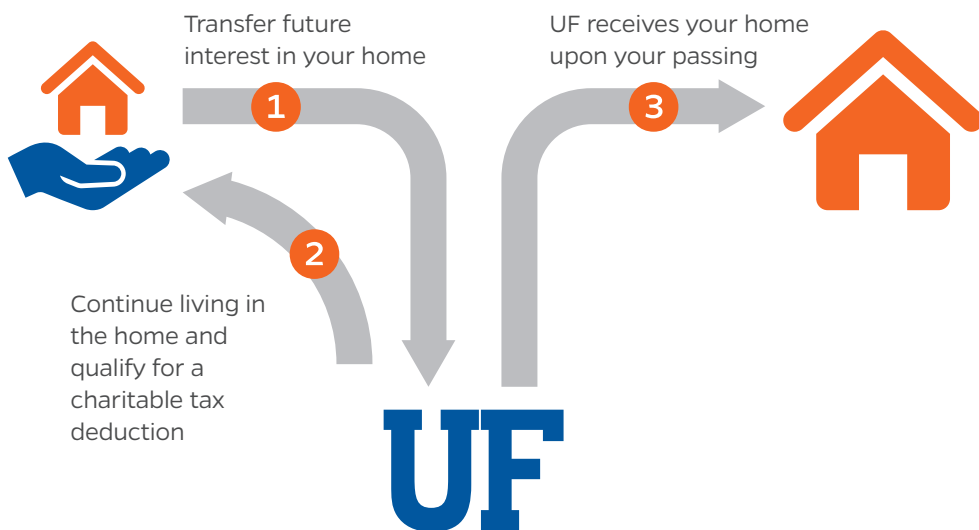 Transfer future
interest in your home
1
UF receives your home
upon your passing
3
2
Continue living in
the home and
qualify for a
charitable tax
deduction
UF